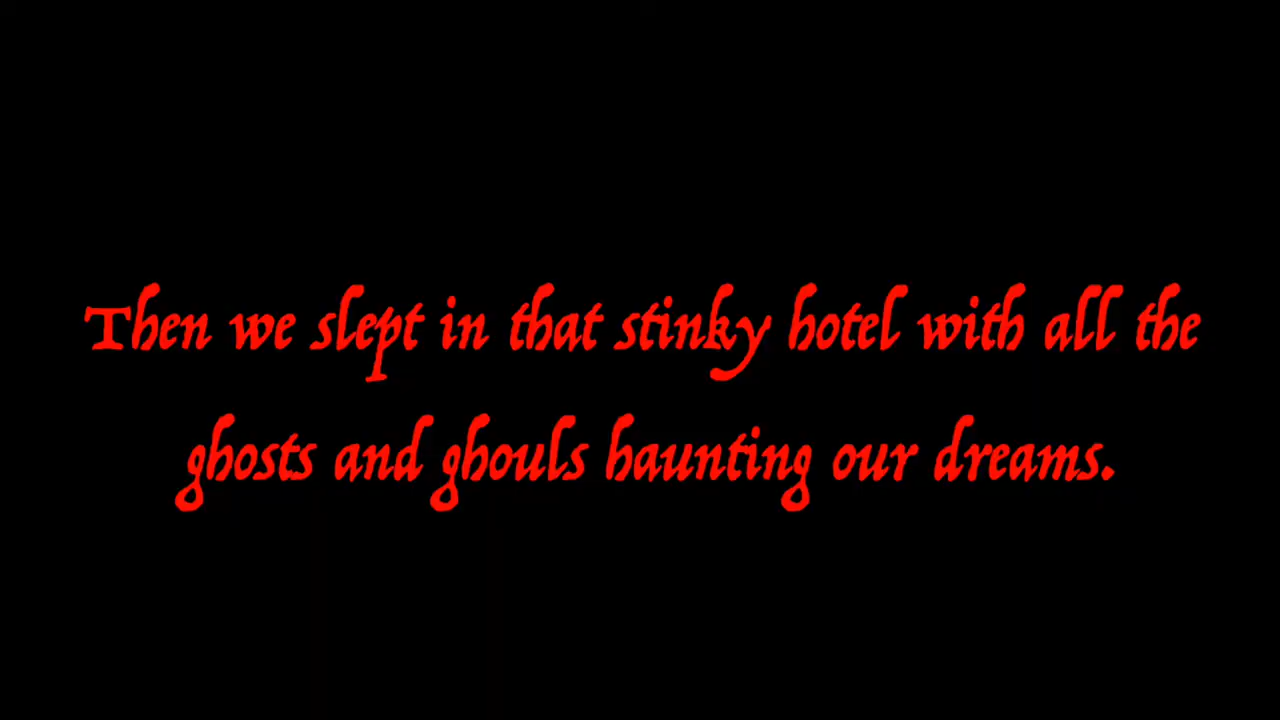 Then we slept in that stinky hotel with all the
ghosts and ghouls haunting our dreams.